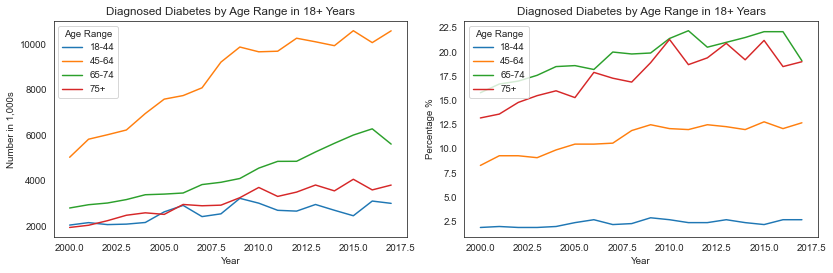 Diagnosed Diabetes by Age Range in 18+ Years
Number in 1,000s
10000
8000
6000
4000
2000
Age Range
18-44
45-64
65-74
75+
2000.0 2002.5 2005.0 2007.5 2010.0 2012.5 2015.0 2017.5
Year
Diagnosed Diabetes by Age Range in 18+ Years
Percentage %
22.5
20.0
17.5
15.0
12.5
10.0
7.5
5.0
2.5
Age Range
18-44
45-64
65-74
75+
2000.0 2002.5 2005.0 2007.5 2010.0 2012.5 2015.0 2017.5
Year